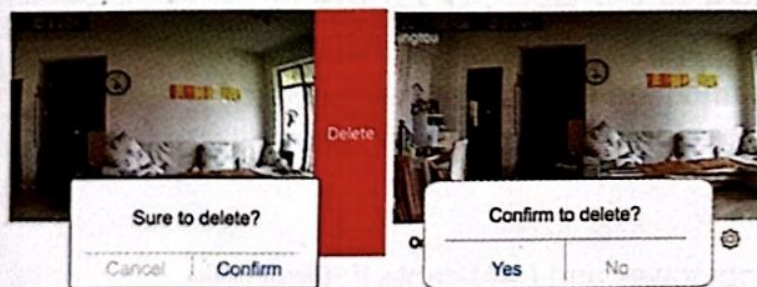 Delete
Sure to delete?
Cancel
Confirm
Confirm to delete?
Yes
No